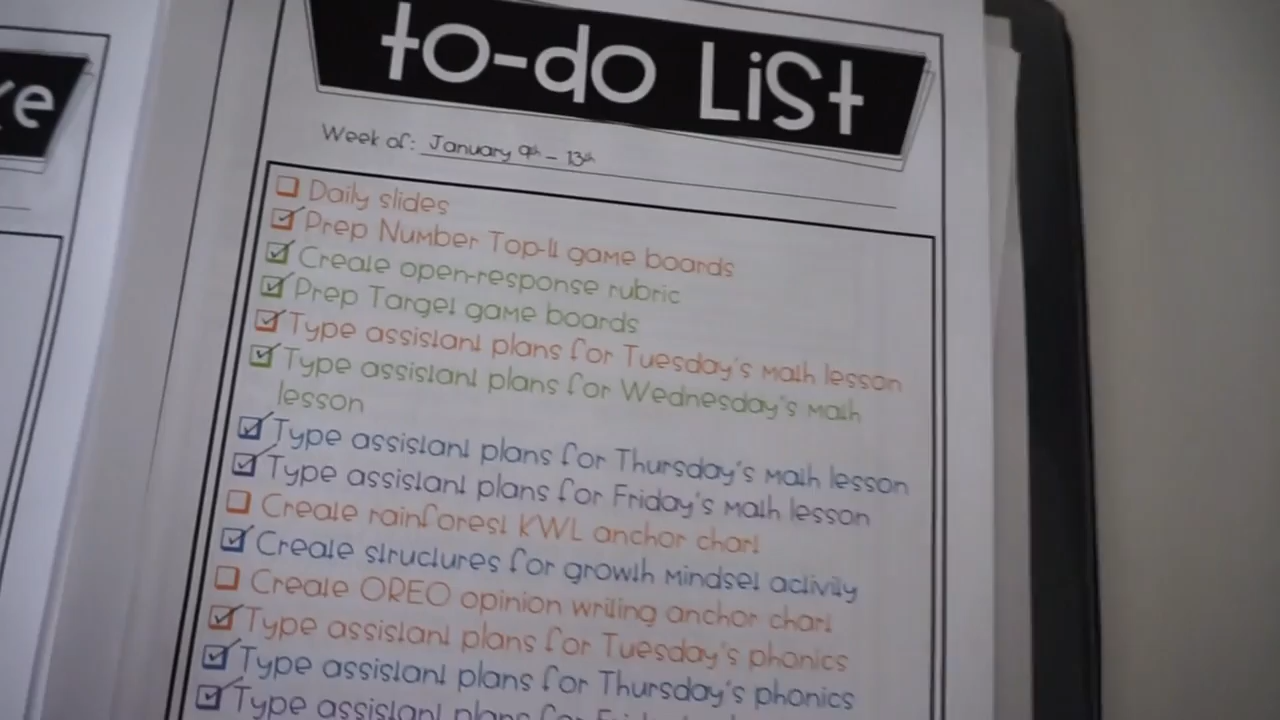 ke
to-do List
Week of: January 9th - 13th
Daily slides
Prep Number Top-It game boards
Create open-response rubric
Prep Target game boards
Type assistant plans for Tuesday's math lesson
Type assistant plans for Wednesday's math
lesson
Type assistant plans for Thursday's math lesson
Type assistant plans for Friday's math lesson
Create rainforest KWL anchor chart
Create structures for growth mindset activity
Create OREO opinion writing anchor chart
Type assistant plans for Tuesday's phonics
Type assistant plans for Thursday's phonics
Type assistant plans for